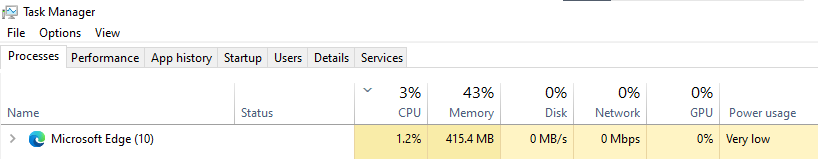 Task Manager
File Options View
Processes Performance App history Startup Users Details Services
3% 43% 0% 0% 0%
Name Status CPU Memory Disk Network GPU Power usage
Microsoft Edge (10) 1.2% 415.4 MB 0 MB/s 0 Mbps 0% Very low